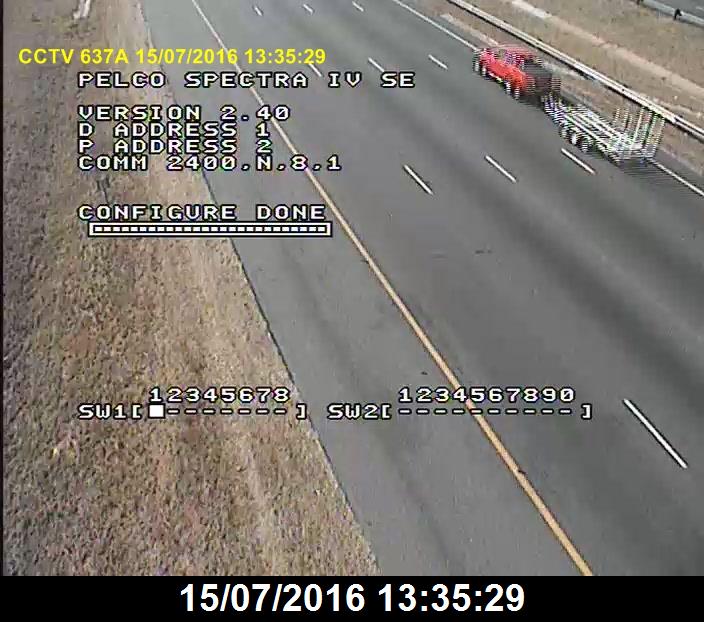 CCTV 637A 15/07/2016 13:35:29
PELCO SPECTRA IV SE
VERSION 2.40
D ADDRESS 1
P ADDRESS 2
COMM 2400.N.8.1
CONFIGURE DONE
12345678 1234567890
SW1[■-------] SW2[----------]
15/07/2016 13:35:29